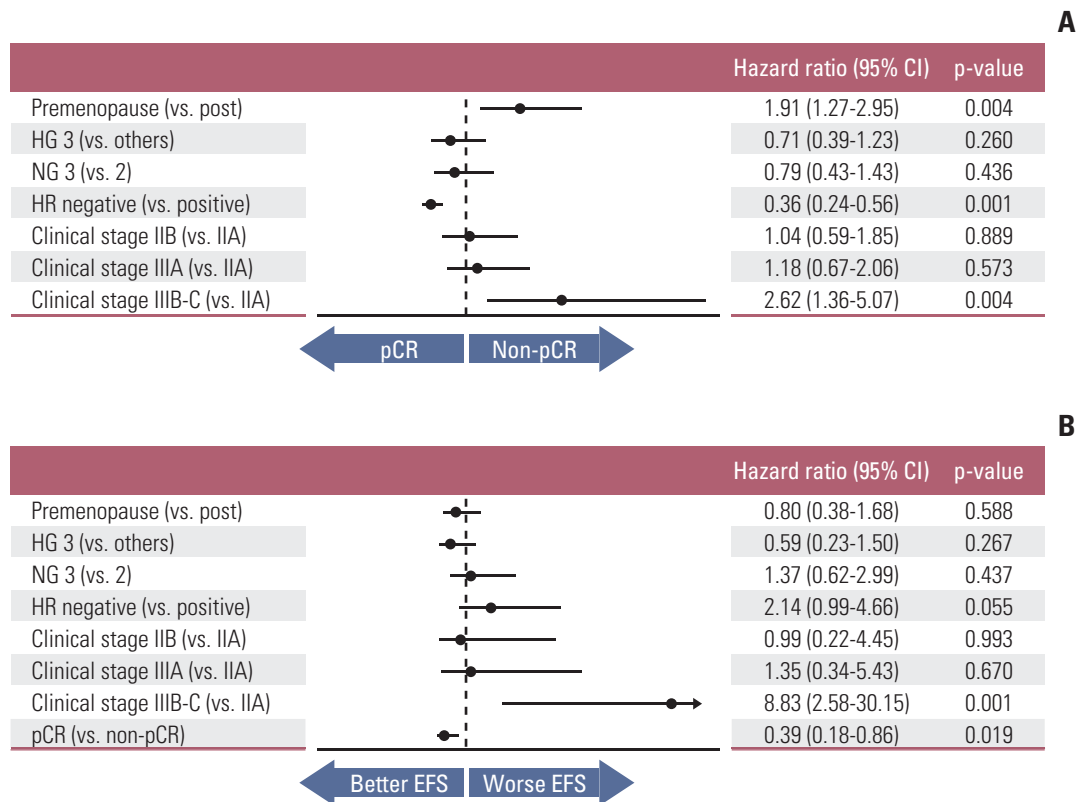 A
Hazard ratio (95% CI) p-value
Premenopause (vs. post) 1.91 (1.27-2.95) 0.004
HG 3 (vs. others) 0.71 (0.39-1.23) 0.260
NG 3 (vs. 2) 0.79 (0.43-1.43) 0.436
HR negative (vs. positive) 0.36 (0.24-0.56) 0.001
Clinical stage IIB (vs. IIA) 1.04 (0.59-1.85) 0.889
Clinical stage IIIA (vs. IIA) 1.18 (0.67-2.06) 0.573
Clinical stage IIIB-C (vs. IIA) 2.62 (1.36-5.07) 0.004
pCR Non-pCR
B
Hazard ratio (95% CI) p-value
Premenopause (vs. post) 0.80 (0.38-1.68) 0.588
HG 3 (vs. others) 0.59 (0.23-1.50) 0.267
NG 3 (vs. 2) 1.37 (0.62-2.99) 0.437
HR negative (vs. positive) 2.14 (0.99-4.66) 0.055
Clinical stage IIB (vs. IIA) 0.99 (0.22-4.45) 0.993
Clinical stage IIIA (vs. IIA) 1.35 (0.34-5.43) 0.670
Clinical stage IIIB-C (vs. IIA) 8.83 (2.58-30.15) 0.001
pCR (vs. non-pCR) 0.39 (0.18-0.86) 0.019
Better EFS Worse EFS